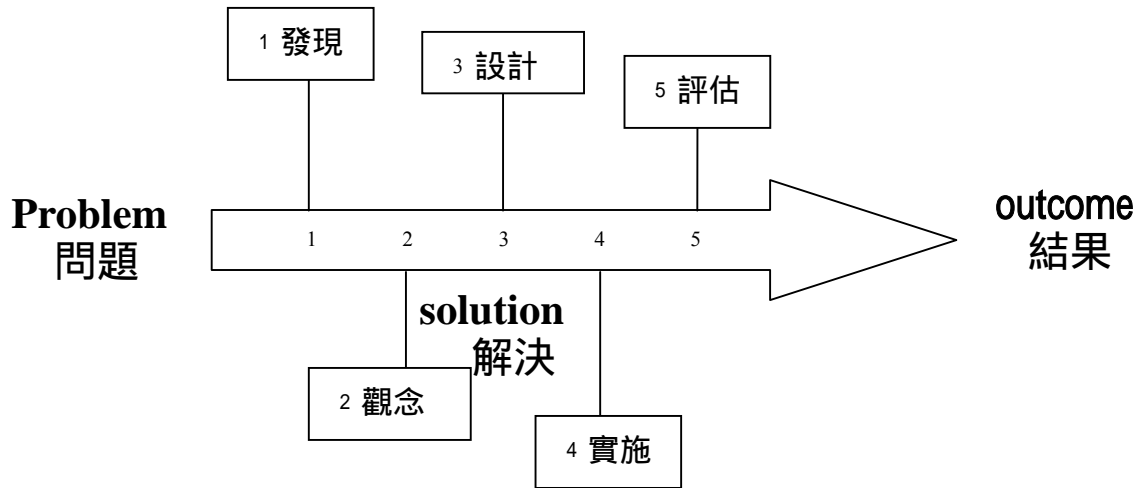 1 發現
3 設計
5 評估
Problem
問題
1 2 3 4 5
outcome
結果
solution
解決
2 觀念
4 實施